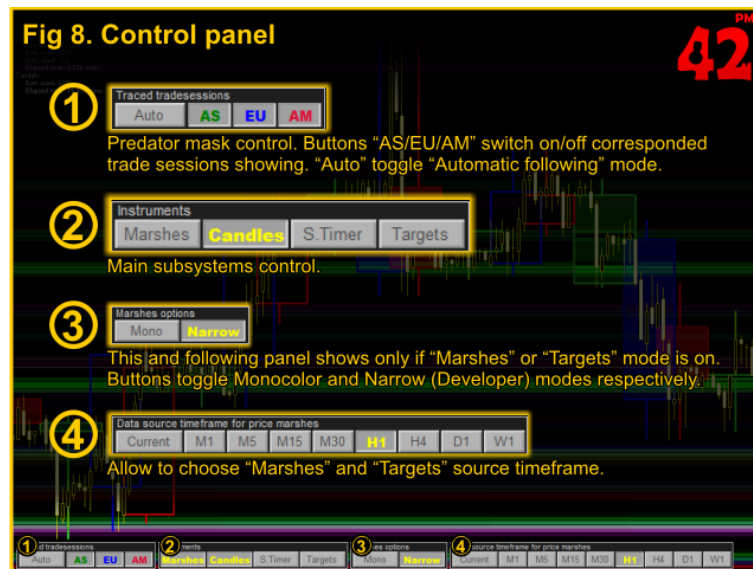 Fig 8. Control panel
PM
42
1
Traced tradesessions
Auto AS EU AM
Predator mask control. Buttons “AS/EU/AM” switch on/off corresponded
trade sessions showing. “Auto” toggle “Automatic following” mode.
2
Instruments
Marshes Candles S.Timer Targets
Main subsystems control.
3
Marshes options
Mono Narrow
This and following panel shows only if “Marshes” or “Targets” mode is on.
Buttons toggle Monocolor and Narrow (Developer) modes respectively.
4
Data source timeframe for price marshes
Current M1 M5 M15 M30 H1 H4 D1 W1
Allow to choose “Marshes” and “Targets” source timeframe.
1 tradesessions 2 3 options 4 source timeframe for price marshes
Auto AS EU AM Marshes Candles S.Timer Targets Mono Narrow Current M1 M5 M15 M30 H1 H4 D1 W1